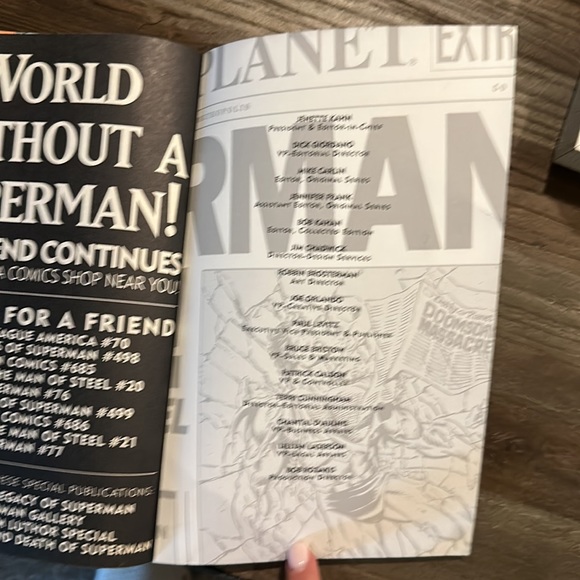 WORLD
THOUT A
ERMAN!
END CONTINUES
A COMICS SHOP NEAR YOU!
FOR A FRIEND
AGUE AMERICA #70
OF SUPERMAN #498
COMICS #685
HE MAN OF STEEL #20
ERMAN #76
OF SUPERMAN #499
COMICS #686
E MAN OF STEEL #21
RMAN #77
ESE SPECIAL PUBLICATIONS:
EGACY OF SUPERMAN
MAN GALLERY
LUTHOR SPECIAL
D DEATH OF SUPERMAN
PLANET EXTR
RMAN
JENETTE KAHN
President & Editor-in-Chief
DICK GIORDANO
VP-Editorial Director
MIKE CARLIN
Editor, Original Series
JENNIFER FRANK
Assistant Editor, Original Series
BOB KAHAN
Editor, Collected Edition
JIM CHADWICK
Director-Design Services
ROBBIN BROSTERMAN
Art Director
JOE ORLANDO
VP-Creative Director
PAUL LEVITZ
Executive Vice President & Publisher
BRUCE BRISTOW
VP-Sales & Marketing
PATRICK CALDON
VP & Controller
TERRI CUNNINGHAM
Director-Editorial Administration
CHANTAL D'AULNIS
VP-Business Affairs
LILLIAN LASERSON
VP-Legal Affairs
BOB ROZAKIS
Production Director